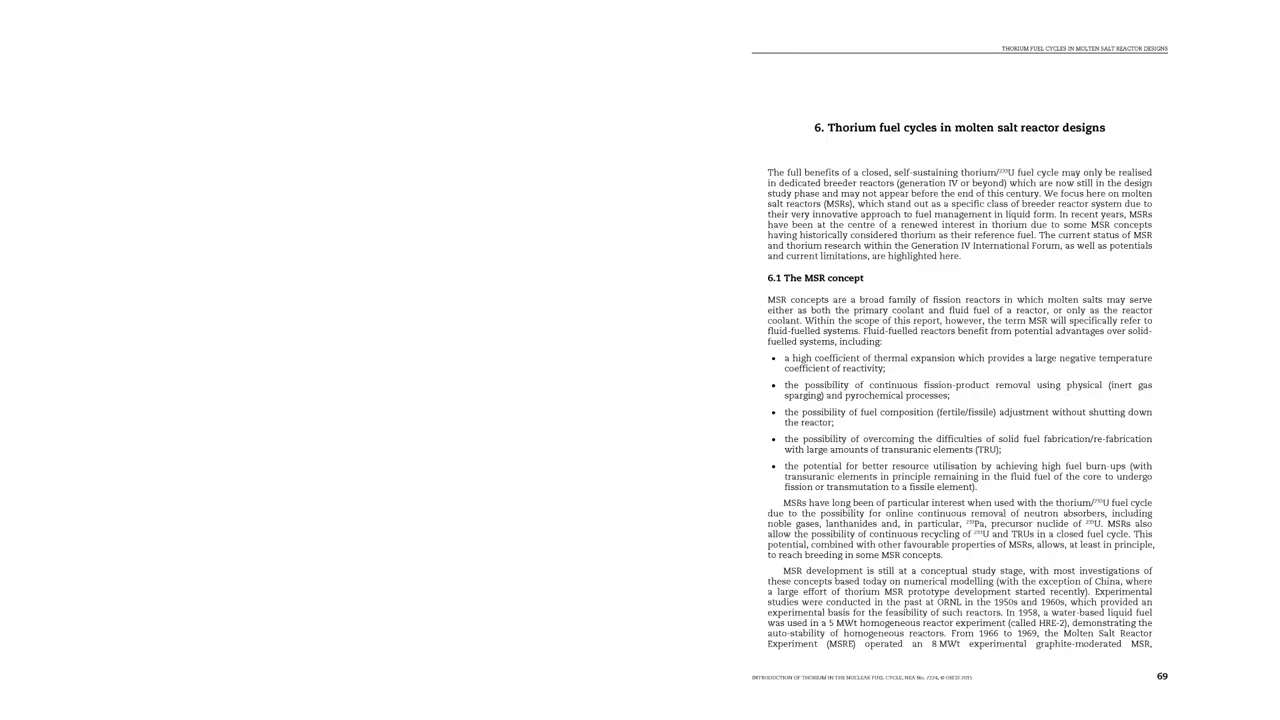 THORIUM FUEL CYCLES IN MOLTEN SALT REACTOR DESIGNS
6. Thorium fuel cycles in molten salt reactor designs
The full benefits of a closed, self-sustaining thorium/²³³U fuel cycle may only be realised
in dedicated breeder reactors (generation IV or beyond) which are now still in the design
study phase and may not appear before the end of this century. We focus here on molten
salt reactors (MSRs), which stand out as a specific class of breeder reactor system due to
their very innovative approach to fuel management in liquid form. In recent years, MSRs
have been at the centre of a renewed interest in thorium due to some MSR concepts
having historically considered thorium as their reference fuel. The current status of MSR
and thorium research within the Generation IV International Forum, as well as potentials
and current limitations, are highlighted here.
6.1 The MSR concept
MSR concepts are a broad family of fission reactors in which molten salts may serve
either as both the primary coolant and fluid fuel of a reactor, or only as the reactor
coolant. Within the scope of this report, however, the term MSR will specifically refer to
fluid-fuelled systems. Fluid-fuelled reactors benefit from potential advantages over solid-
fuelled systems, including:
• a high coefficient of thermal expansion which provides a large negative temperature
coefficient of reactivity;
• the possibility of continuous fission-product removal using physical (inert gas
sparging) and pyrochemical processes;
• the possibility of fuel composition (fertile/fissile) adjustment without shutting down
the reactor;
• the possibility of overcoming the difficulties of solid fuel fabrication/re-fabrication
with large amounts of transuranic elements (TRU);
• the potential for better resource utilisation by achieving high fuel burn-ups (with
transuranic elements in principle remaining in the fluid fuel of the core to undergo
fission or transmutation to a fissile element).
MSRs have long been of particular interest when used with the thorium/²³³U fuel cycle
due to the possibility for online continuous removal of neutron absorbers, including
noble gases, lanthanides and, in particular, ²³³Pa, precursor nuclide of ²³³U. MSRs also
allow the possibility of continuous recycling of ²³³U and TRUs in a closed fuel cycle. This
potential, combined with other favourable properties of MSRs, allows, at least in principle,
to reach breeding in some MSR concepts.
MSR development is still at a conceptual study stage, with most investigations of
these concepts based today on numerical modelling (with the exception of China, where
a large effort of thorium MSR prototype development started recently). Experimental
studies were conducted in the past at ORNL in the 1950s and 1960s, which provided an
experimental basis for the feasibility of such reactors. In 1958, a water-based liquid fuel
was used in a 5 MWt homogeneous reactor experiment (called HRE-2), demonstrating the
auto-stability of homogeneous reactors. From 1966 to 1969, the Molten Salt Reactor
Experiment (MSRE) operated an 8 MWt experimental graphite-moderated MSR,
INTRODUCTION OF THORIUM IN THE NUCLEAR FUEL CYCLE, NEA No. 7224, © OECD 2015
69